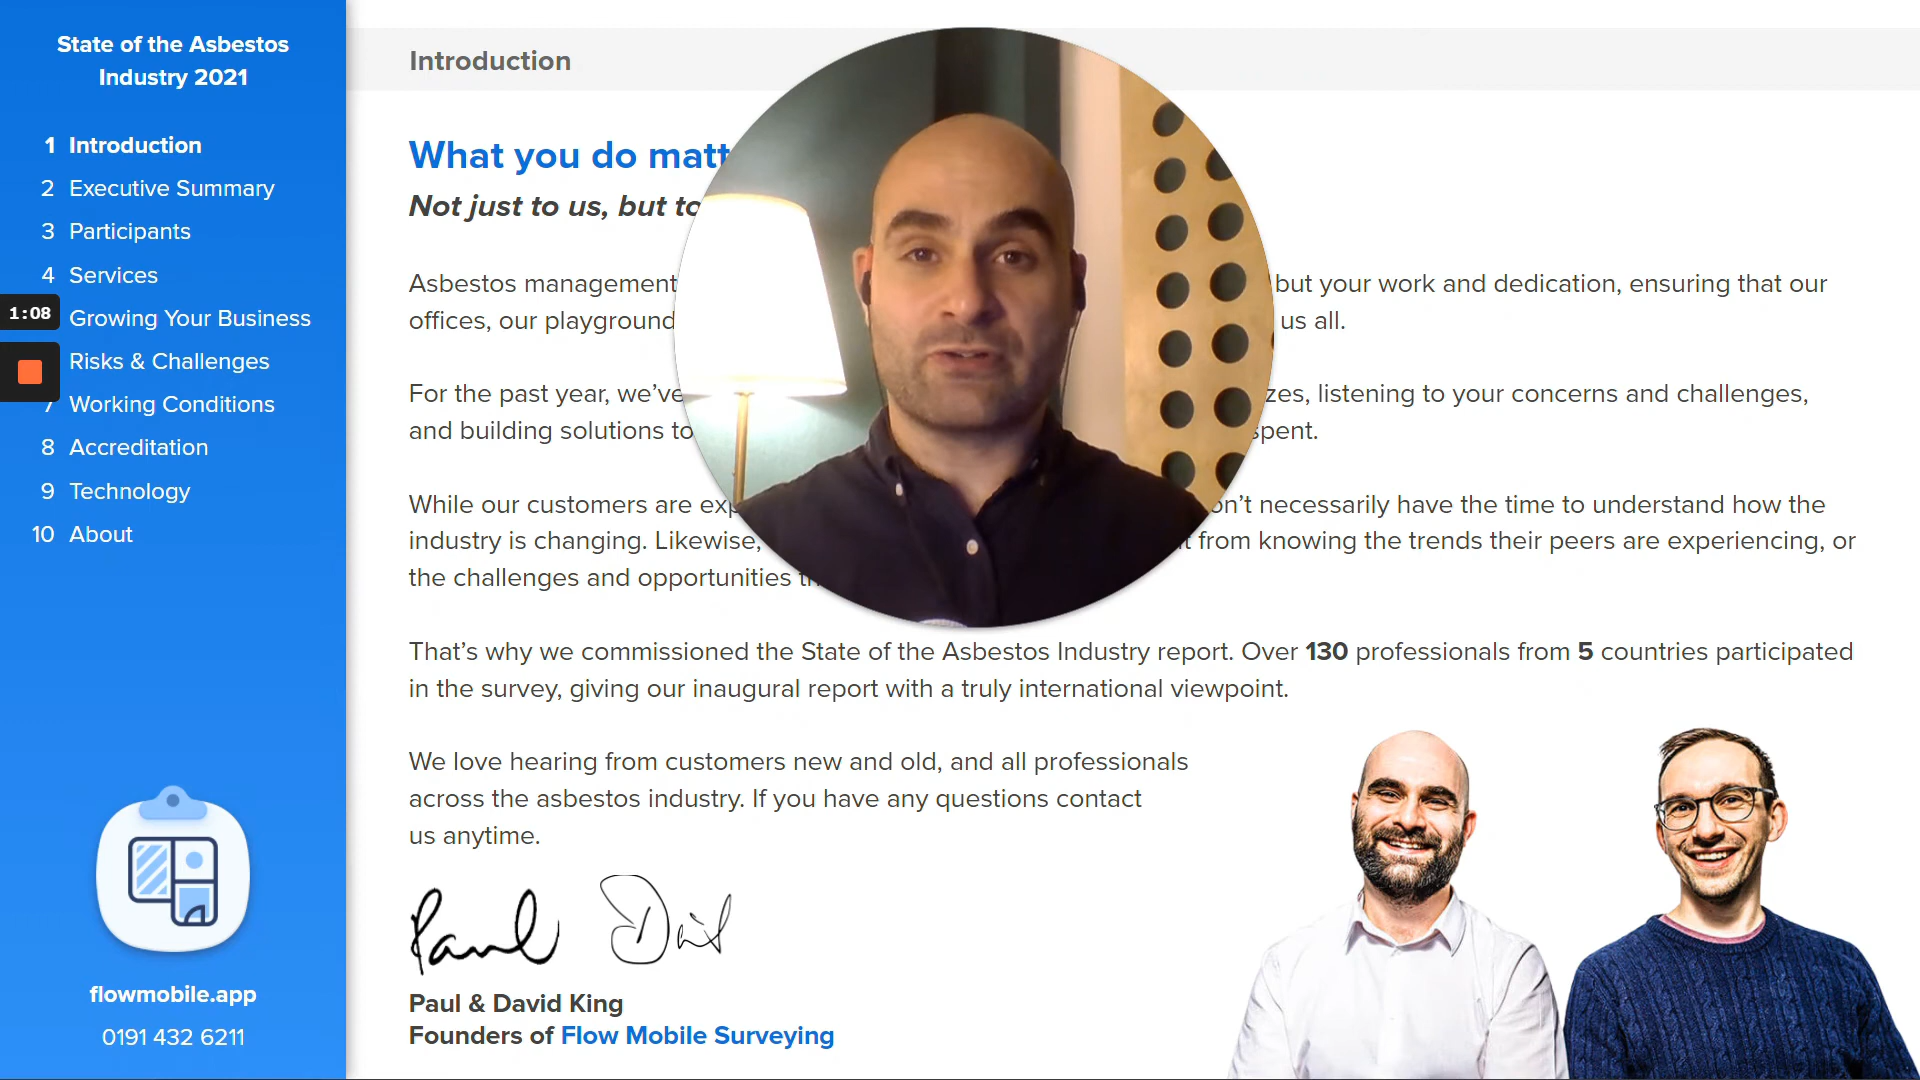 State of the Asbestos
Industry 2021
1 Introduction
2 Executive Summary
3 Participants
4 Services
Growing Your Business
Risks & Challenges
7 Working Conditions
8 Accreditation
9 Technology
10 About
1:08
flowmobile.app
0191 432 6211
Introduction
What you do matt
Not just to us, but to
Asbestos management but your work and dedication, ensuring that our
offices, our playground us all.
For the past year, we’ve zes, listening to your concerns and challenges,
and building solutions to spent.
While our customers are exp on’t necessarily have the time to understand how the
industry is changing. Likewise, from knowing the trends their peers are experiencing, or
the challenges and opportunities
That’s why we commissioned the State of the Asbestos Industry report. Over 130 professionals from 5 countries participated
in the survey, giving our inaugural report with a truly international viewpoint.
We love hearing from customers new and old, and all professionals
across the asbestos industry. If you have any questions contact
us anytime.
Paul David
Paul & David King
Founders of Flow Mobile Surveying